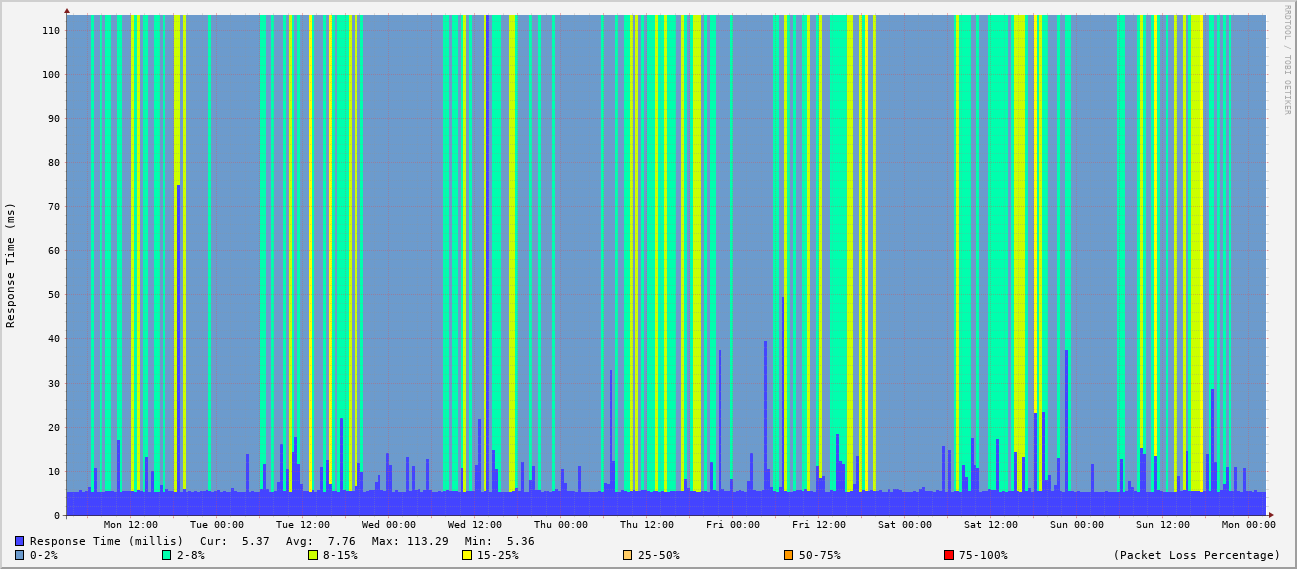 RRDTOOL / TOBI OETIKER
Response Time (ms)
110
100
90
80
70
60
50
40
30
20
10
0
Mon 12:00 Tue 00:00 Tue 12:00 Wed 00:00 Wed 12:00 Thu 00:00 Thu 12:00 Fri 00:00 Fri 12:00 Sat 00:00 Sat 12:00 Sun 00:00 Sun 12:00 Mon 00:00
Response Time (millis) Cur: 5.37 Avg: 7.76 Max: 113.29 Min: 5.36
0-2% 2-8% 8-15% 15-25% 25-50% 50-75% 75-100% (Packet Loss Percentage)